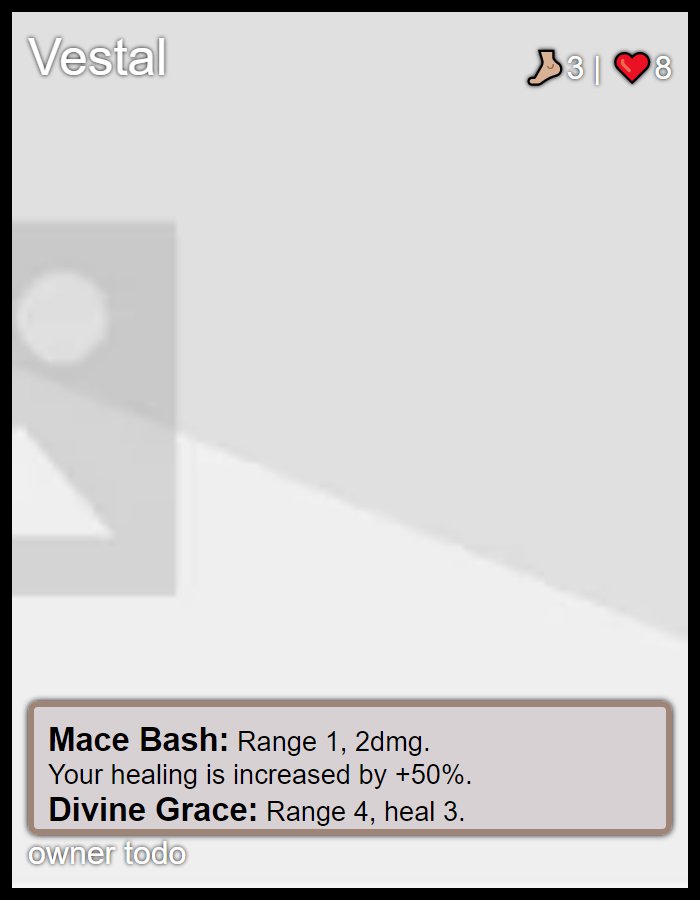 Vestal
3 | 8
Mace Bash: Range 1, 2dmg.
Your healing is increased by +50%.
Divine Grace: Range 4, heal 3.
owner todo